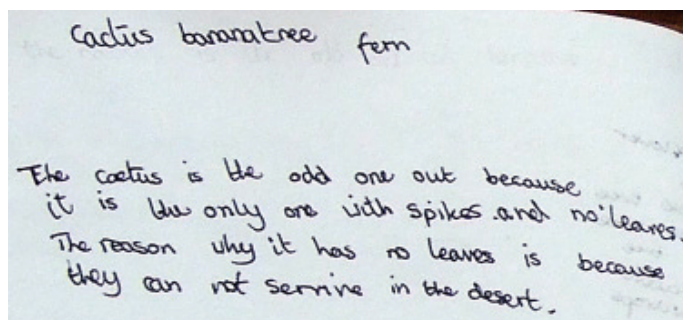 Cactus bananatree fern
The cactus is the odd one out because
it is the only one with spikes and no leaves.
The reason why it has no leaves is because
they can not servive in the desert.